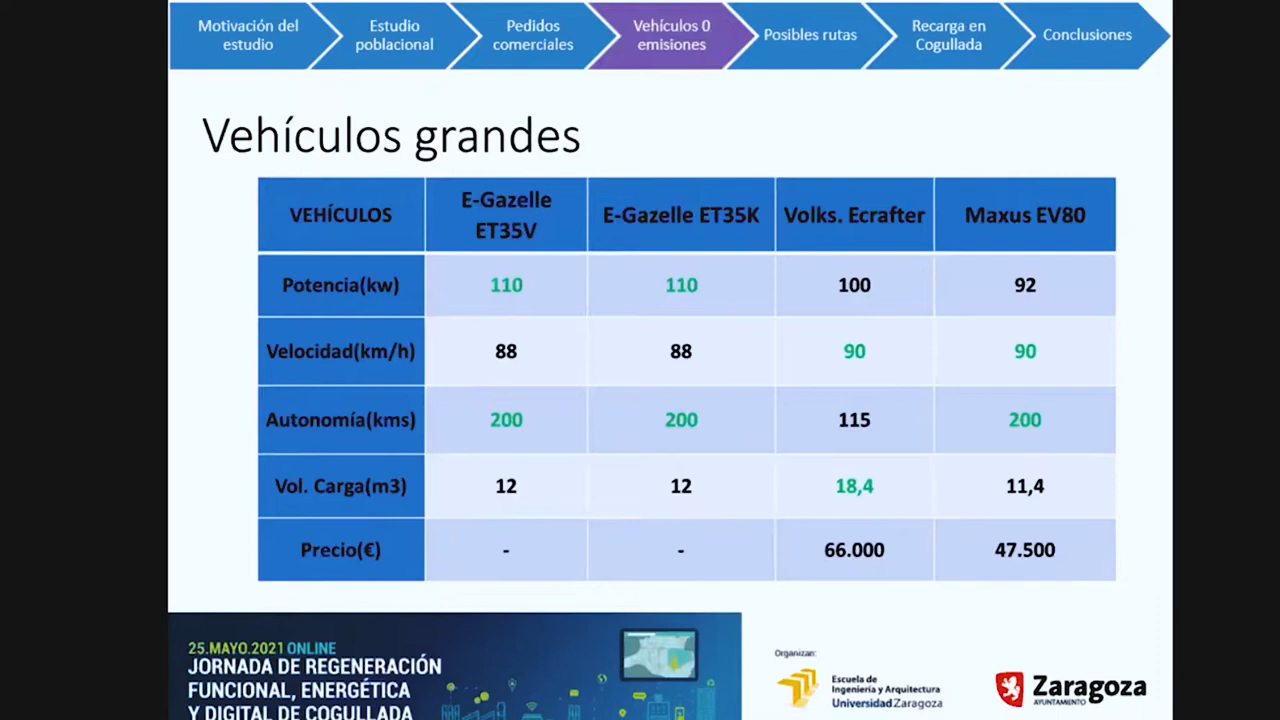 Motivación del
estudio
Estudio
poblacional
Pedidos
comerciales
Vehículos 0
emisiones
Posibles rutas
Recarga en
Cogullada
Conclusiones
Vehículos grandes
VEHÍCULOS
E-Gazelle
ET35V
E-Gazelle ET35K
Volks. Ecrafter
Maxus EV80
Potencia(kw) 110 110 100 92
Velocidad(km/h) 88 88 90 90
Autonomía(kms) 200 200 115 200
Vol. Carga(m3) 12 12 18,4 11,4
Precio(€) - - 66.000 47.500
25.MAYO.2021 ONLINE
JORNADA DE REGENERACIÓN
FUNCIONAL, ENERGÉTICA
Y DIGITAL DE COGULLADA
Organizan:
Escuela de
Ingeniería y Arquitectura
Universidad Zaragoza
Zaragoza
AYUNTAMIENTO